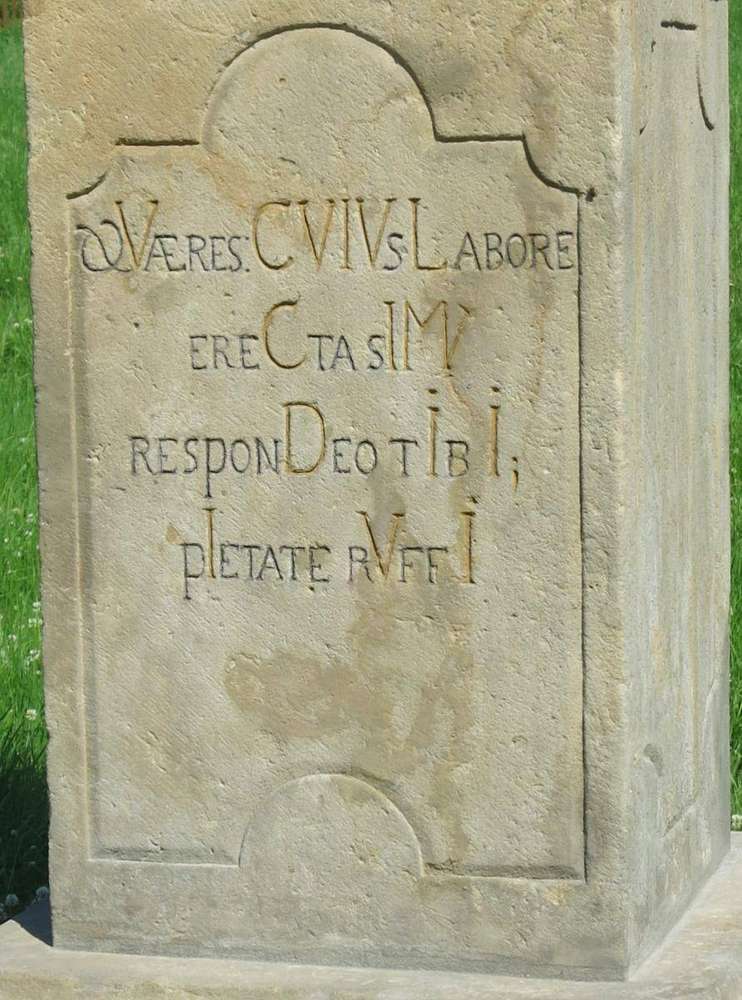 QVÆRES: CVIVS LABORE
ERECTA SIM
RESPONDEO TIBI;
PIETATE RVFFI